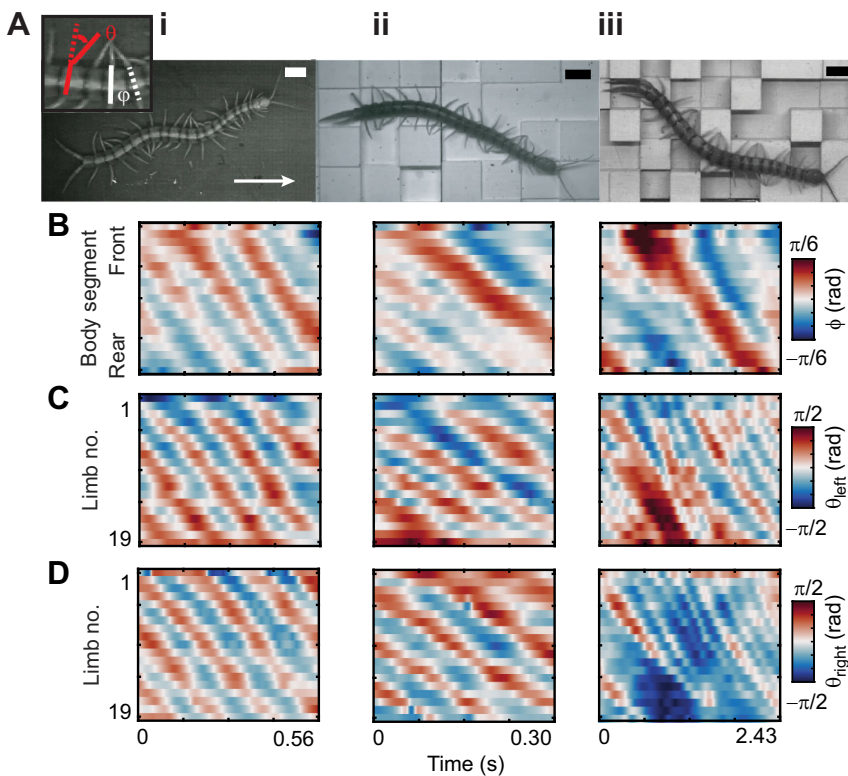 A
i
ii
iii
θ
φ
B
Front
Body segment
Rear
π/6
ϕ (rad)
−π/6
C
1
Limb no.
19
π/2
θleft (rad)
−π/2
D
1
Limb no.
19
π/2
θright (rad)
−π/2
0
0.56
0
0.30
0
2.43
Time (s)